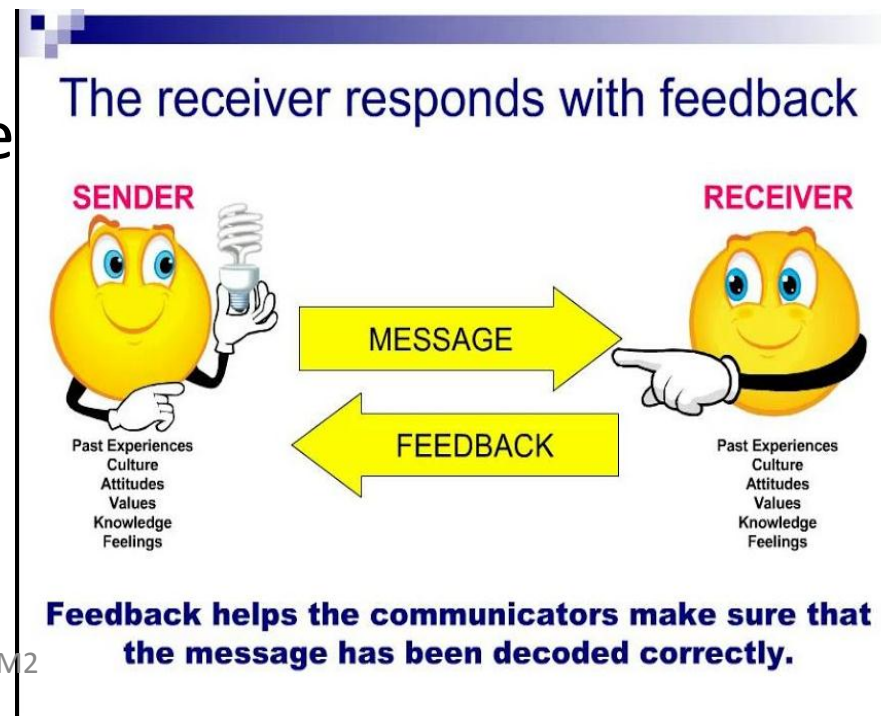 The receiver responds with feedback
e
SENDER
RECEIVER
MESSAGE
FEEDBACK
Past Experiences
Culture
Attitudes
Values
Knowledge
Feelings
Past Experiences
Culture
Attitudes
Values
Knowledge
Feelings
Feedback helps the communicators make sure that
the message has been decoded correctly.
M2